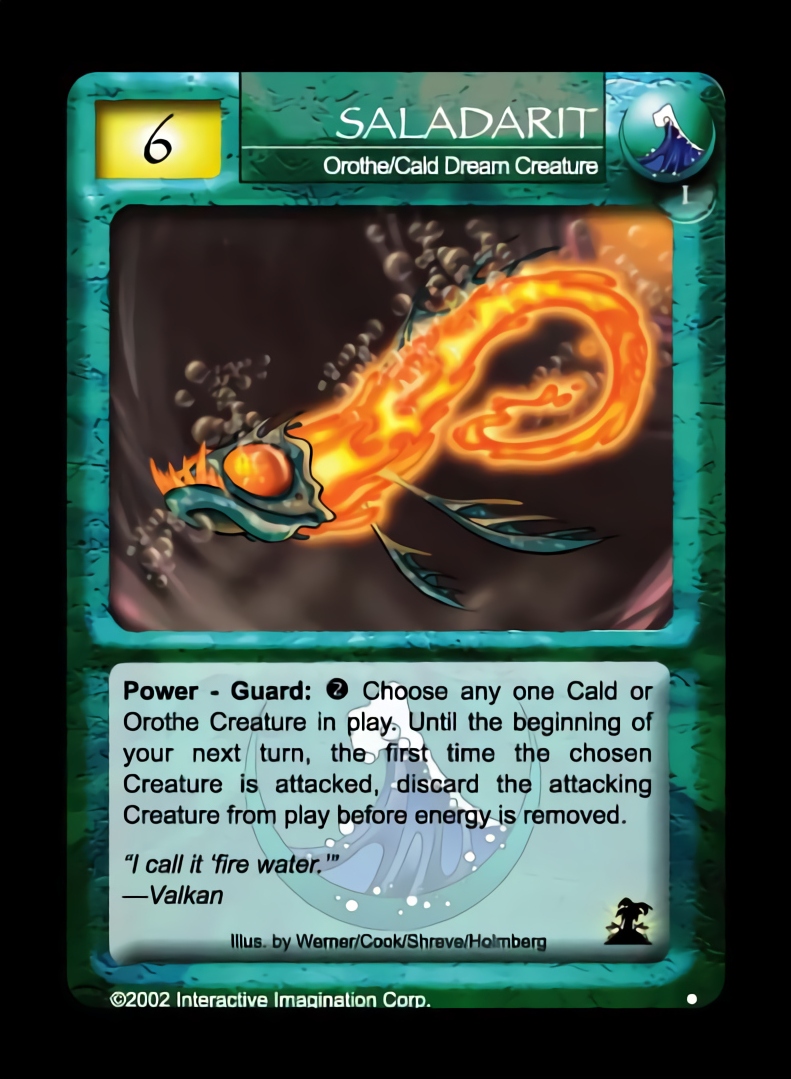 6
SALADARIT
Orothe/Cald Dream Creature
I
Power - Guard: ❷ Choose any one Cald or
Orothe Creature in play. Until the beginning of
your next turn, the first time the chosen
Creature is attacked, discard the attacking
Creature from play before energy is removed.
“I call it ‘fire water.’”
—Valkan
Illus. by Werner/Cook/Shreve/Holmberg
©2002 Interactive Imagination Corp.